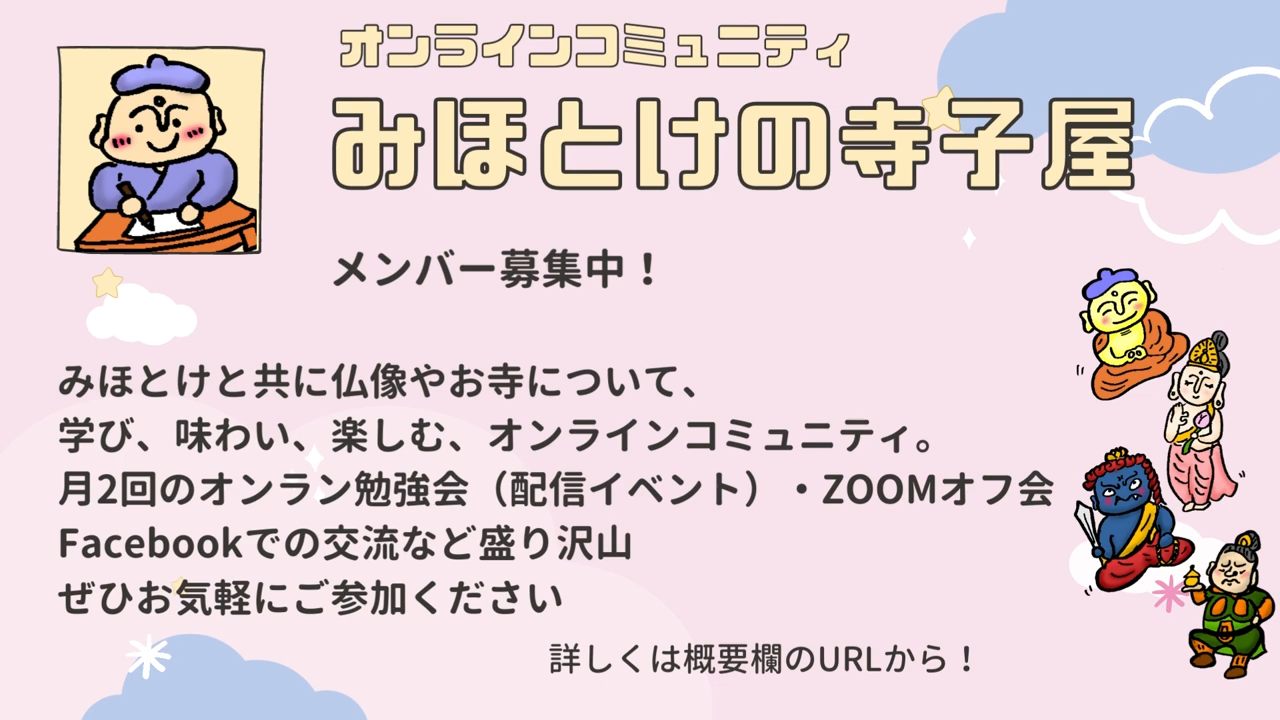 オンラインコミュニティ
みほとけの寺子屋
メンバー募集中！
みほとけと共に仏像やお寺について、
学び、味わい、楽しむ、オンラインコミュニティ。
月2回のオンラン勉強会（配信イベント）・ZOOMオフ会
Facebookでの交流など盛り沢山
ぜひお気軽にご参加ください
詳しくは概要欄のURLから！